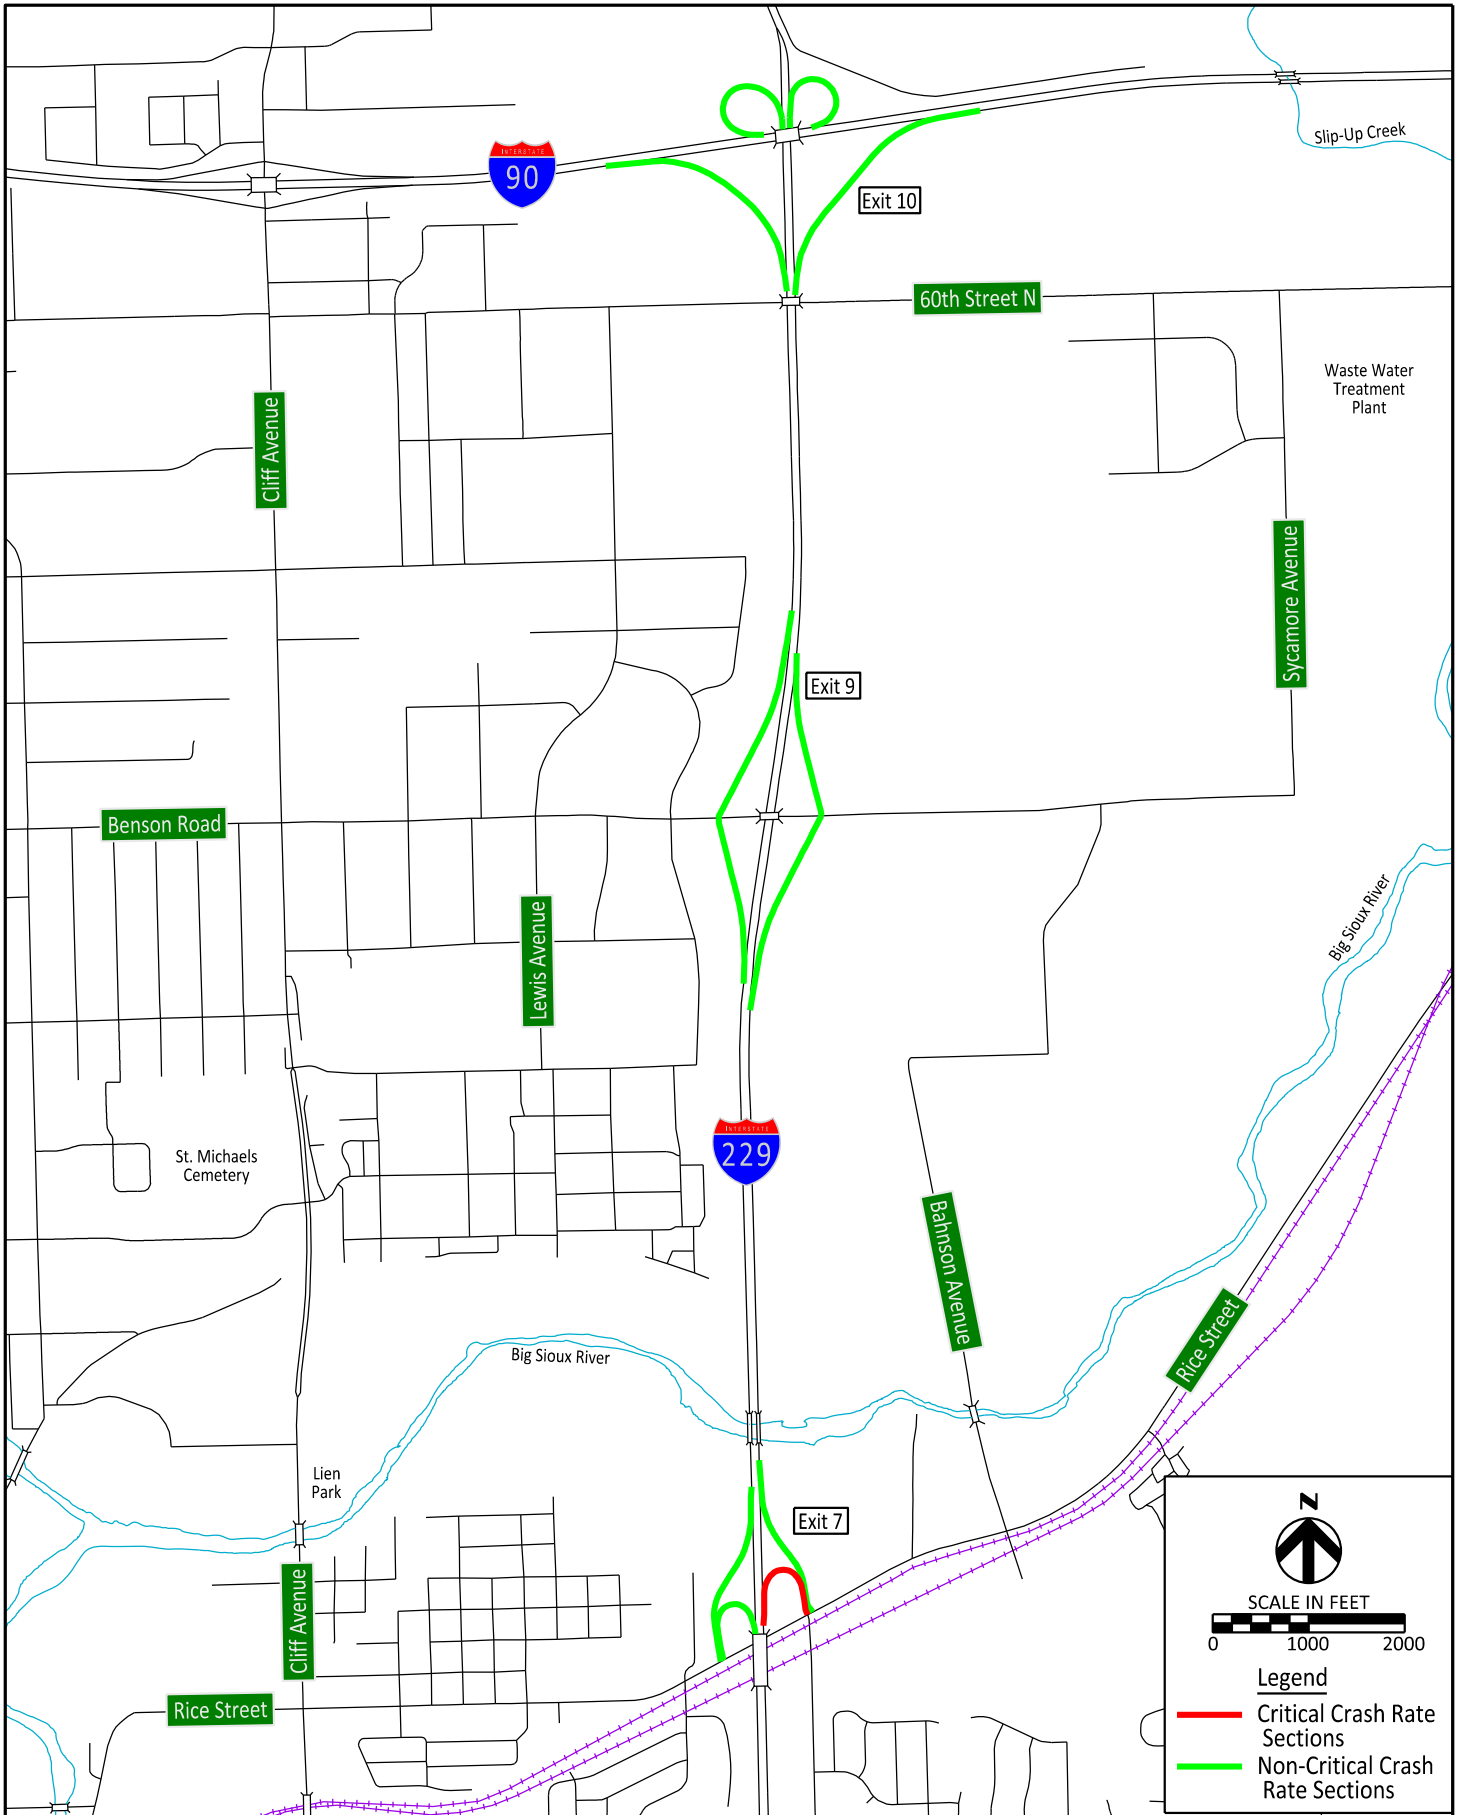 Slip-Up Creek
INTERSTATE
90
Exit 10
60th Street N
Waste Water
Treatment
Plant
Cliff Avenue
Sycamore Avenue
Exit 9
Benson Road
Lewis Avenue
Big Sioux River
INTERSTATE
229
St. Michaels
Cemetery
Bahnson Avenue
Rice Street
Big Sioux River
Lien
Park
Exit 7
Cliff Avenue
Rice Street
N
SCALE IN FEET
0 1000 2000
Legend
Critical Crash Rate
Sections
Non-Critical Crash
Rate Sections